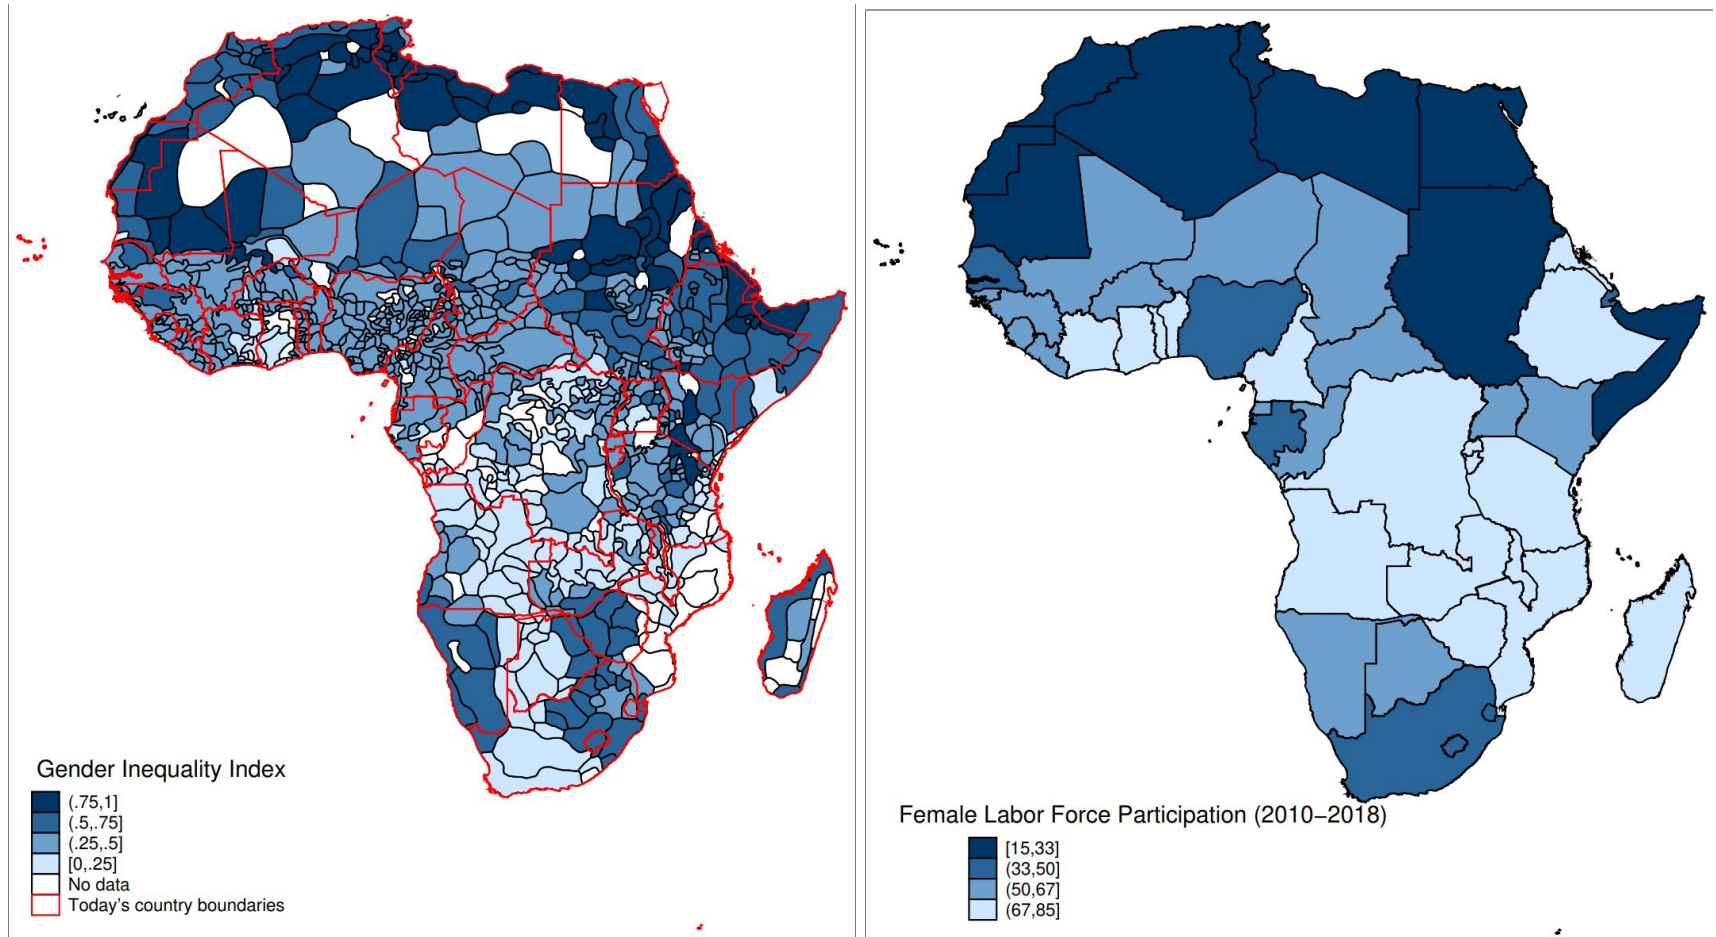 Gender Inequality Index
(.75,1]
(.5,.75]
(.25,.5]
[0,.25]
No data
Today's country boundaries
Female Labor Force Participation (2010–2018)
[15,33]
(33,50]
(50,67]
(67,85]